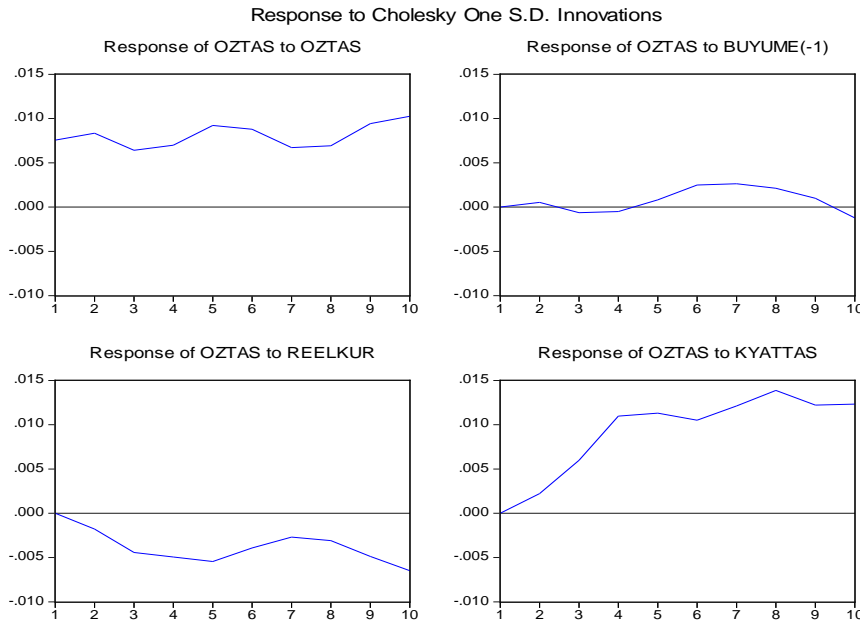 Response to Cholesky One S.D. Innovations
Response of OZTAS to OZTAS
.015
.010
.005
.000
-.005
-.010
1 2 3 4 5 6 7 8 9 10
Response of OZTAS to BUYUME(-1)
.015
.010
.005
.000
-.005
-.010
1 2 3 4 5 6 7 8 9 10
Response of OZTAS to REELKUR
.015
.010
.005
.000
-.005
-.010
1 2 3 4 5 6 7 8 9 10
Response of OZTAS to KYATTAS
.015
.010
.005
.000
-.005
-.010
1 2 3 4 5 6 7 8 9 10